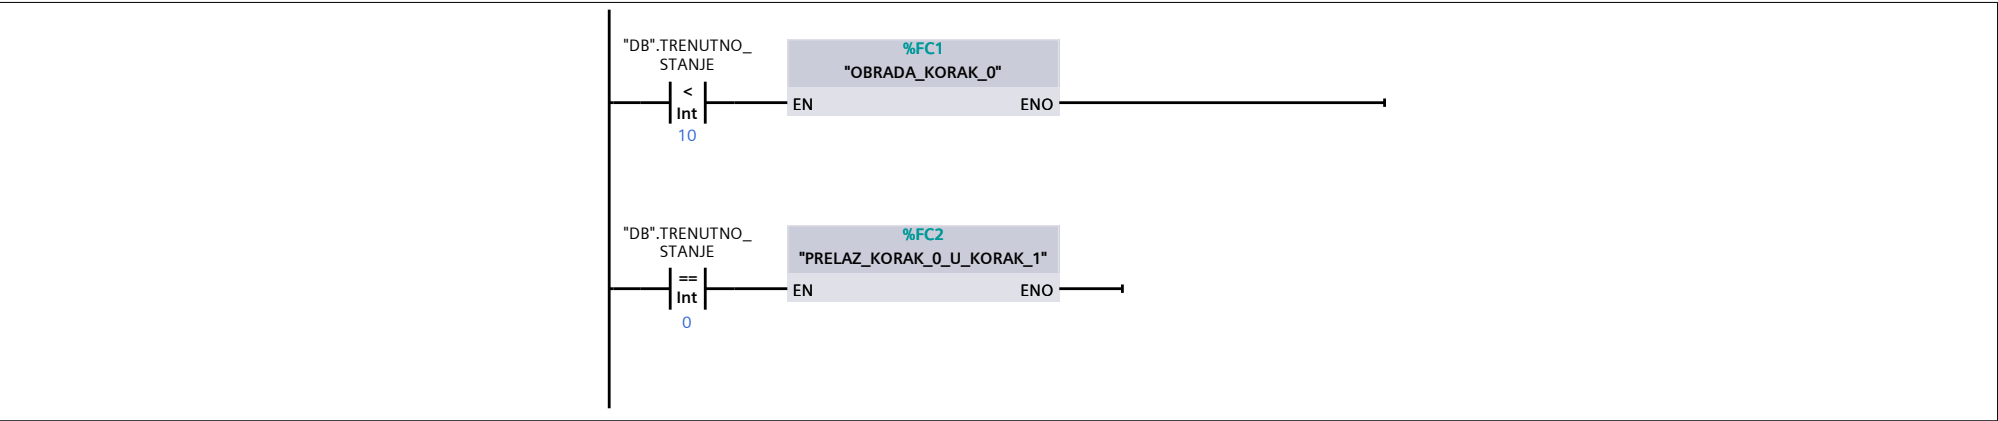 "DB".TRENUTNO_
STANJE
%FC1
"OBRADA_KORAK_0"
<
Int
EN
ENO
10
"DB".TRENUTNO_
STANJE
%FC2
"PRELAZ_KORAK_0_U_KORAK_1"
==
Int
EN
ENO
0